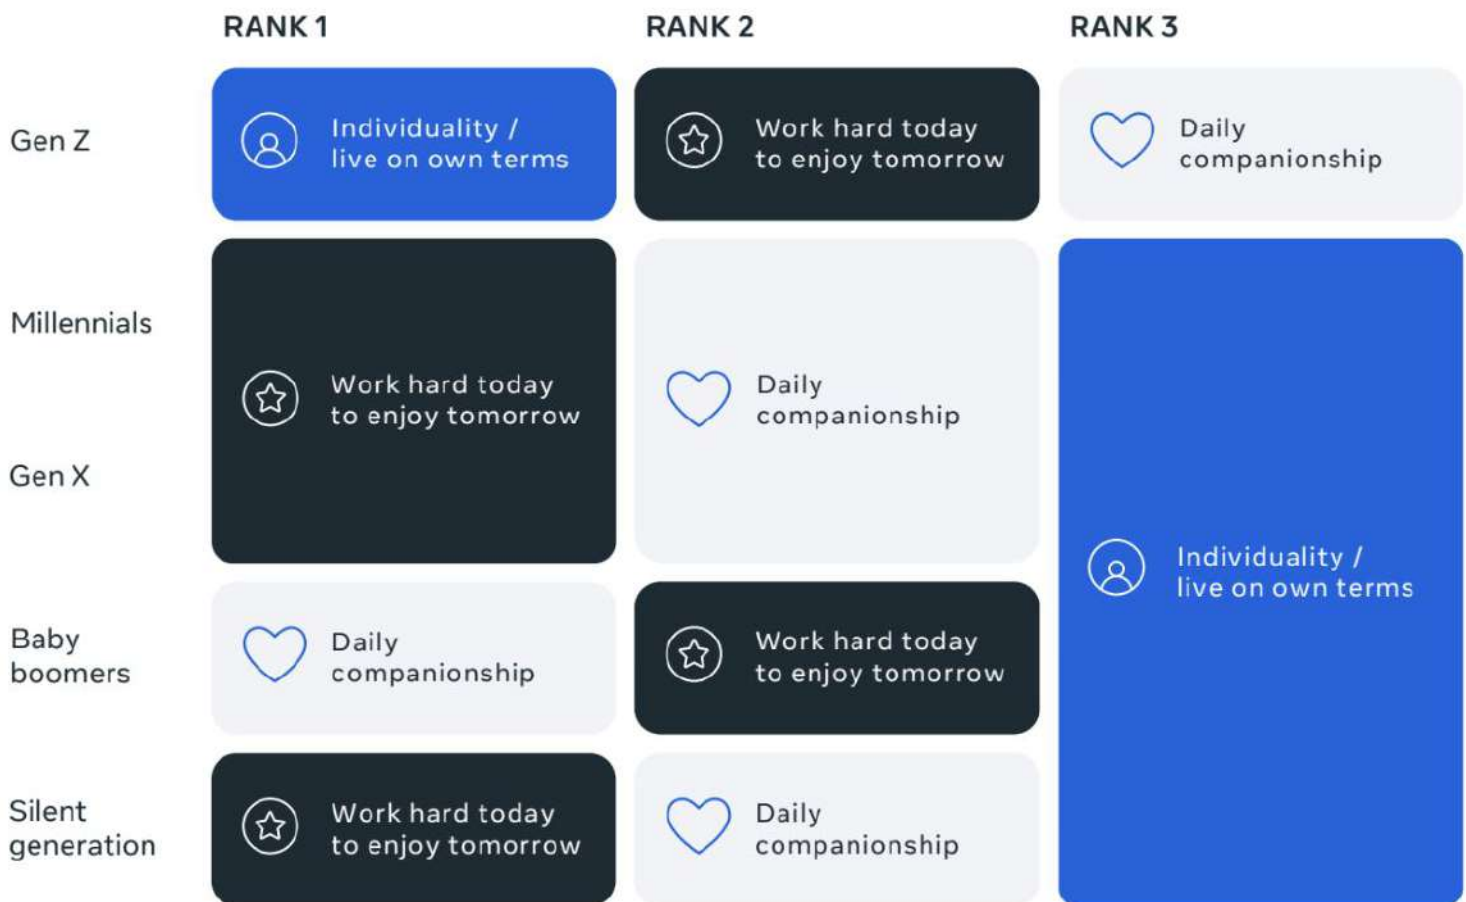 RANK 1
RANK 2
RANK 3
Gen Z
Individuality /
live on own terms
Work hard today
to enjoy tomorrow
Daily
companionship
Millennials
Gen X
Work hard today
to enjoy tomorrow
Daily
companionship
Individuality /
live on own terms
Baby
boomers
Daily
companionship
Work hard today
to enjoy tomorrow
Silent
generation
Work hard today
to enjoy tomorrow
Daily
companionship